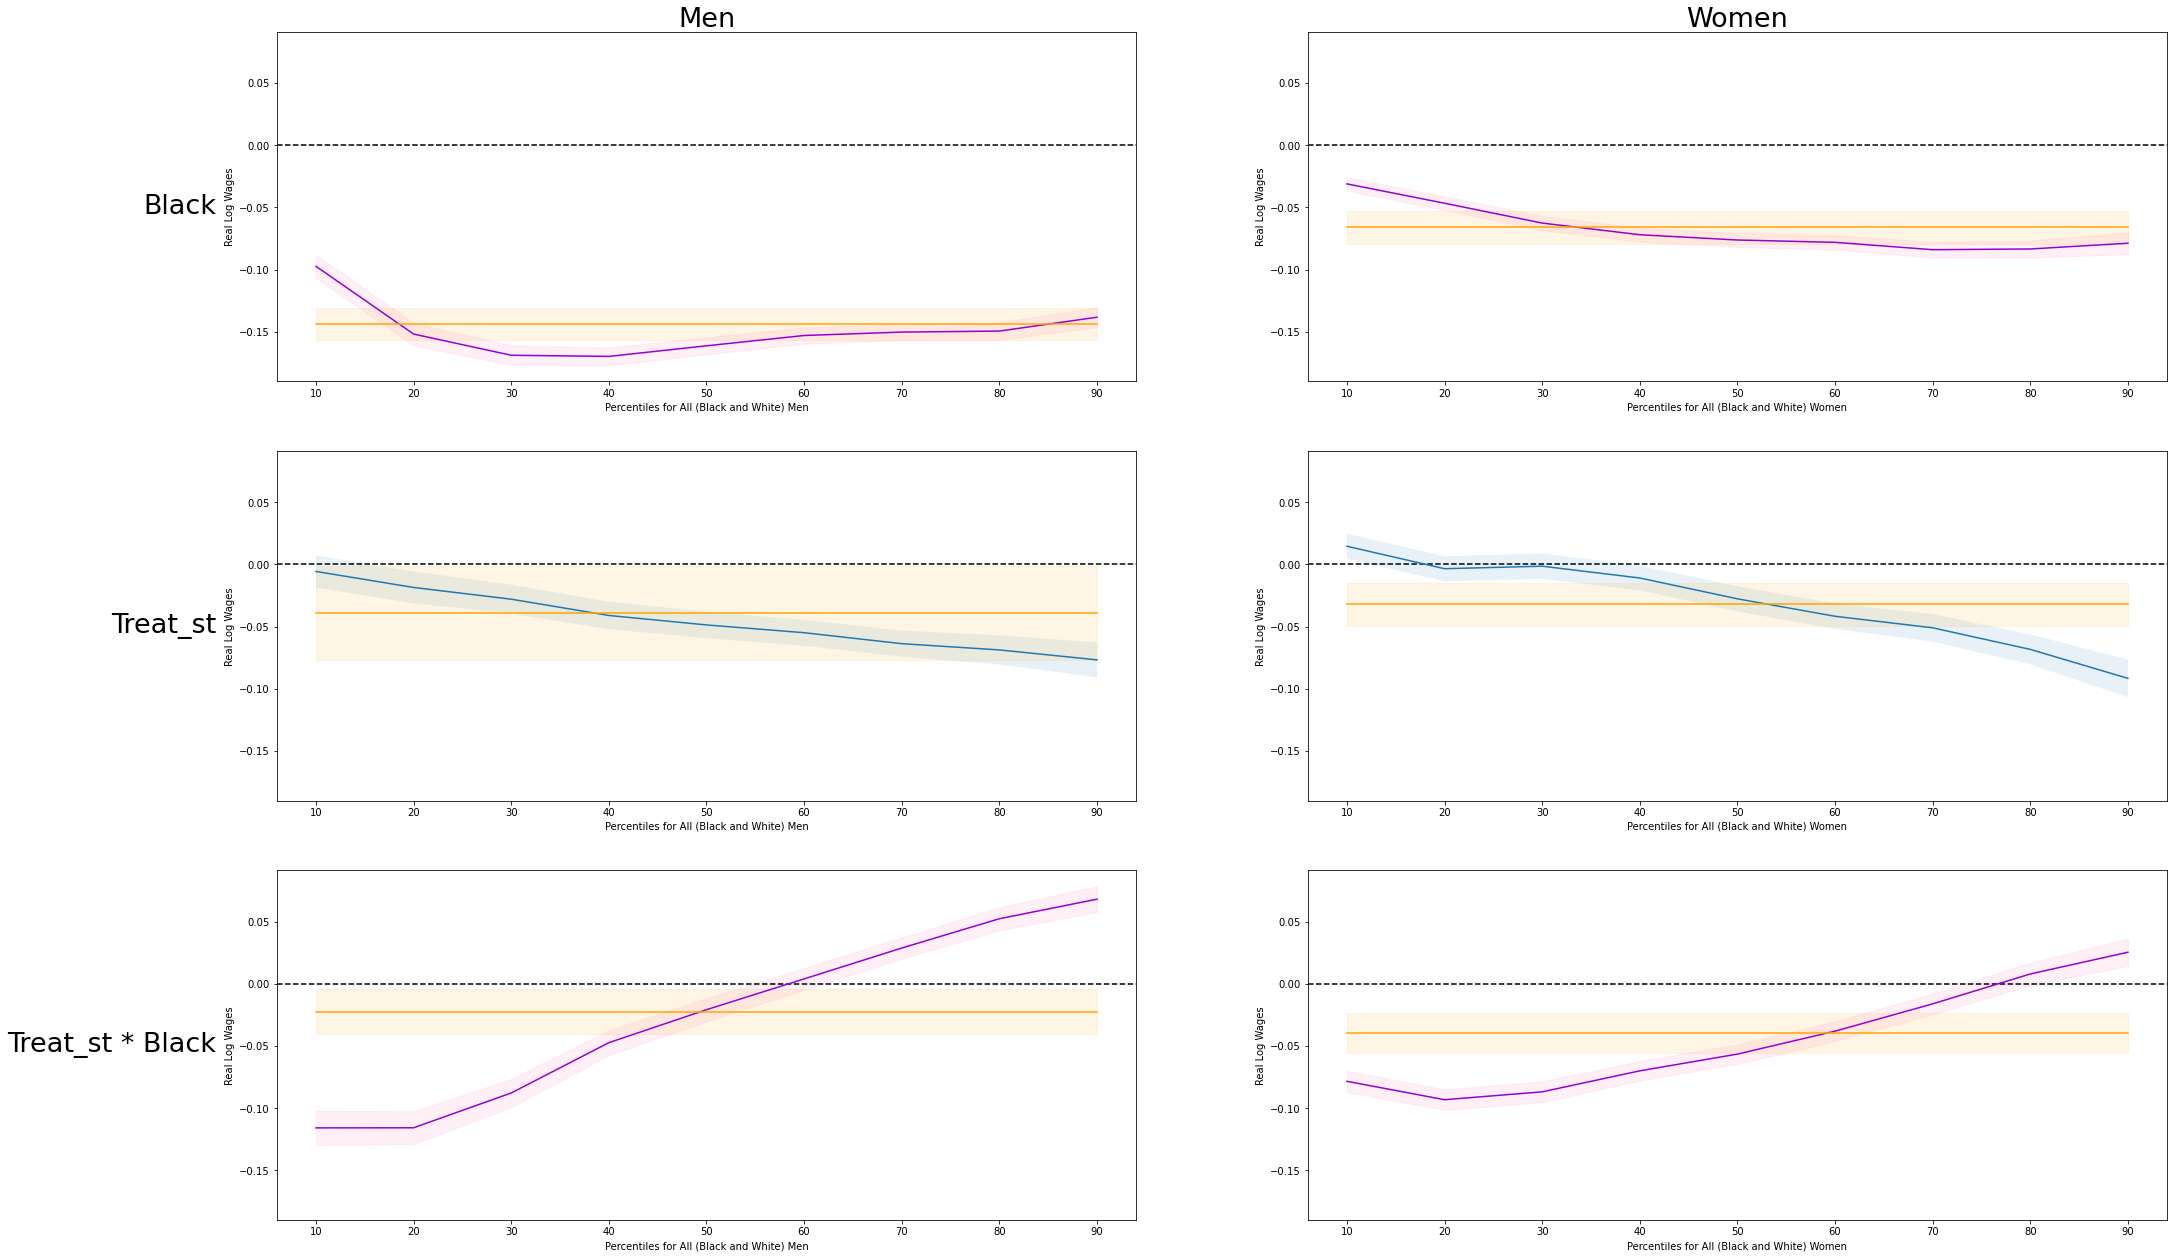 Men
Women
Black
Real Log Wages
0.05
0.00
−0.05
−0.10
−0.15
10 20 30 40 50 60 70 80 90
Percentiles for All (Black and White) Men
Real Log Wages
0.05
0.00
−0.05
−0.10
−0.15
10 20 30 40 50 60 70 80 90
Percentiles for All (Black and White) Women
Treat_st
Real Log Wages
0.05
0.00
−0.05
−0.10
−0.15
10 20 30 40 50 60 70 80 90
Percentiles for All (Black and White) Men
Real Log Wages
0.05
0.00
−0.05
−0.10
−0.15
10 20 30 40 50 60 70 80 90
Percentiles for All (Black and White) Women
Treat_st * Black
Real Log Wages
0.05
0.00
−0.05
−0.10
−0.15
10 20 30 40 50 60 70 80 90
Percentiles for All (Black and White) Men
Real Log Wages
0.05
0.00
−0.05
−0.10
−0.15
10 20 30 40 50 60 70 80 90
Percentiles for All (Black and White) Women